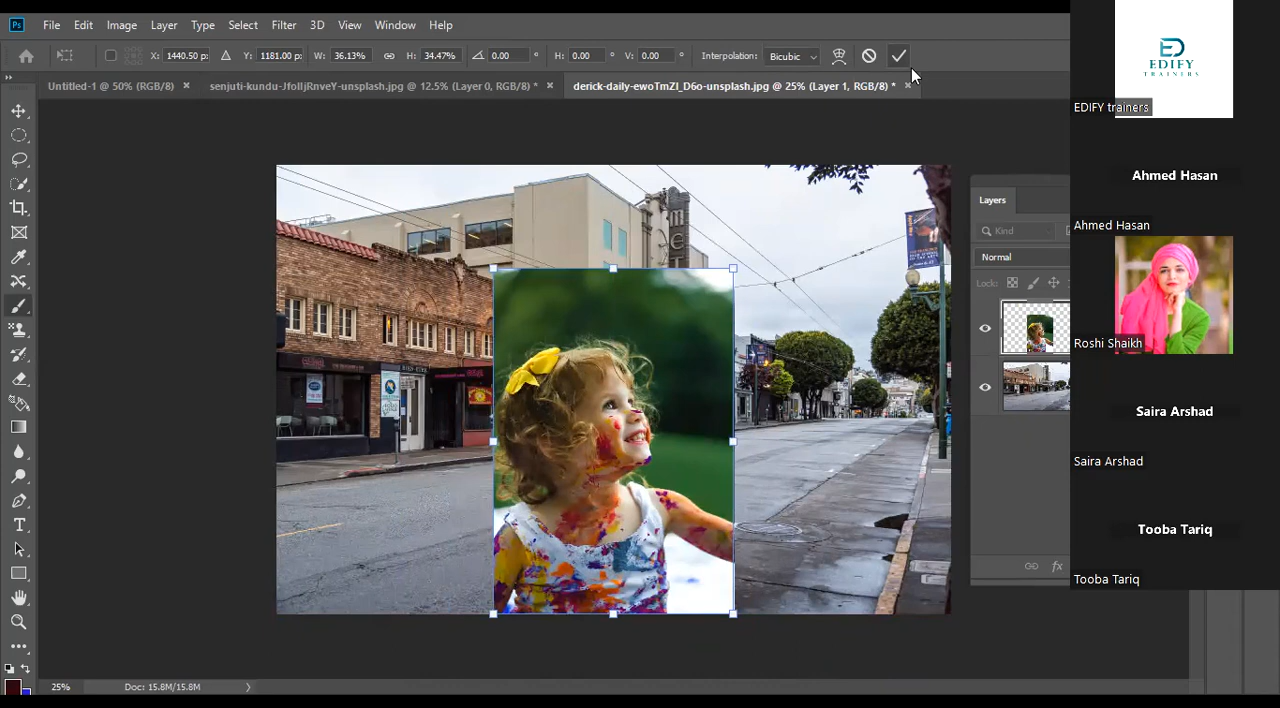 Ps File Edit Image Layer Type Select Filter 3D View Window Help
X: 1440.50 p: Y: 1181.00 p: W: 36.13% H: 34.47% 0.00 ° H: 0.00 ° V: 0.00 ° Interpolation: Bicubic
Untitled-1 @ 50% (RGB/8) × senjuti-kundu-JfolIjRnveY-unsplash.jpg @ 12.5% (Layer 0, RGB/8) * × derick-daily-ewoTmZI_D6o-unsplash.jpg @ 25% (Layer 1, RGB/8) * ×
Layers
Kind
Normal
Lock:
fx
25% Doc: 15.8M/15.8M
ED
EDIFY
TRAINERS
EDIFY trainers
Ahmed Hasan
Ahmed Hasan
Roshi Shaikh
Saira Arshad
Saira Arshad
Tooba Tariq
Tooba Tariq